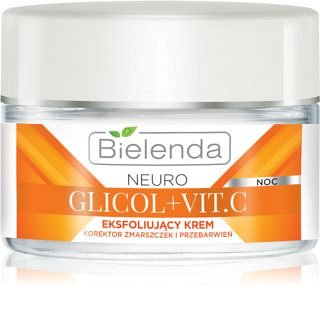 Bielenda
NEURO
NOC
GLICOL+VIT.C
EKSFOLIUJĄCY KREM
KOREKTOR ZMARSZCZEK I PRZEBARWIEŃ